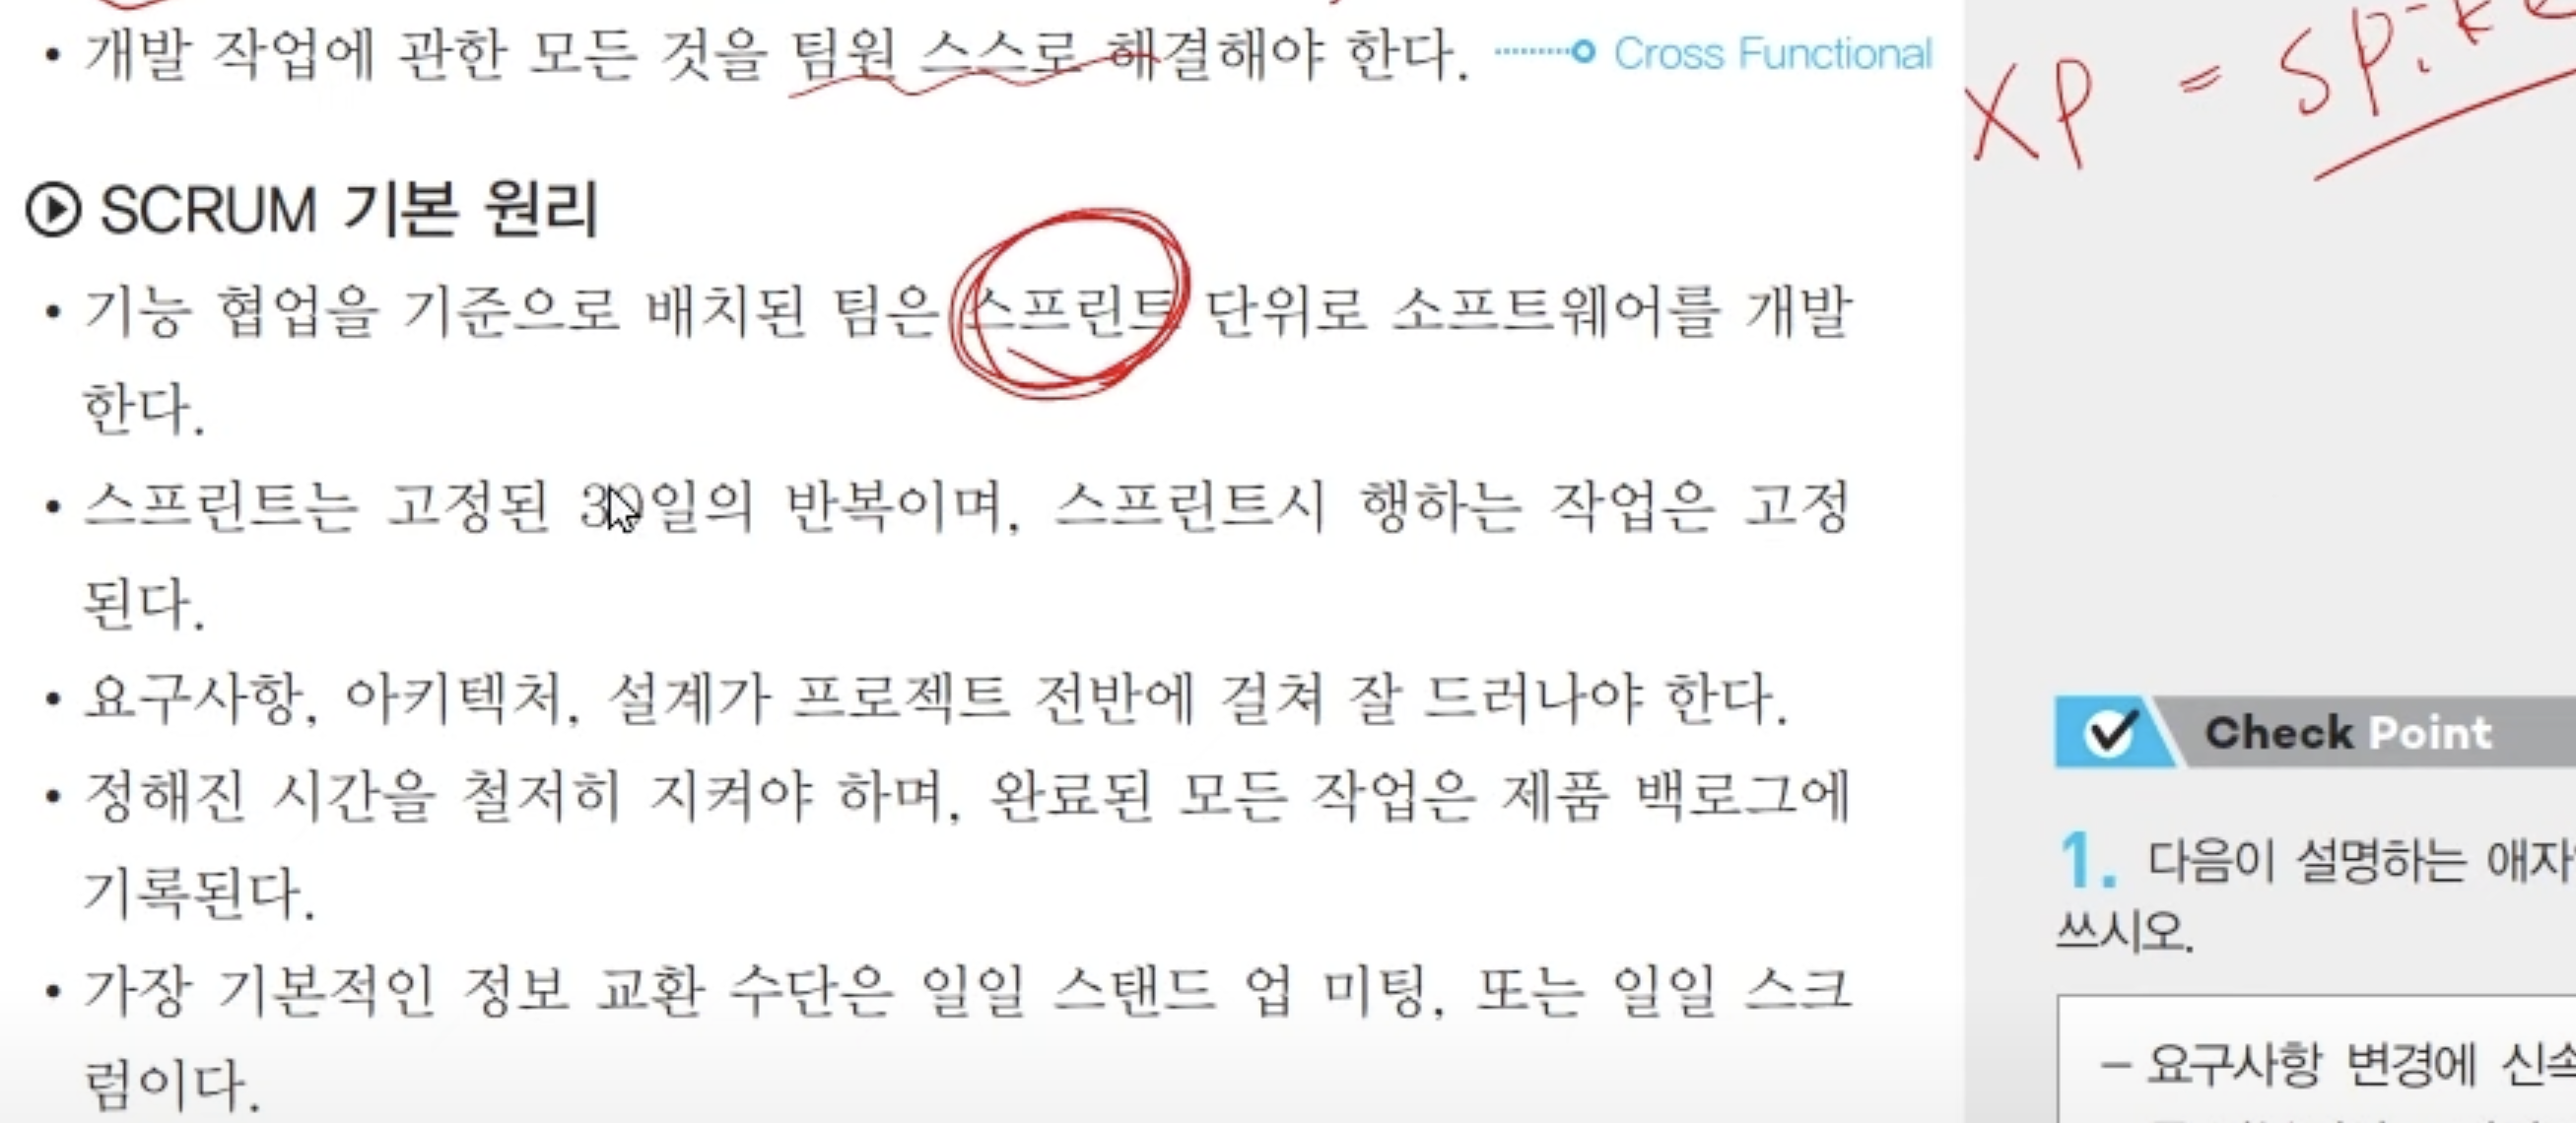 • 개발 작업에 관한 모든 것을 팀원 스스로 해결해야 한다. Cross Functional
XP =
SCRUM 기본 원리
• 기능 협업을 기준으로 배치된 팀은 스프린트 단위로 소프트웨어를 개발
한다.
• 스프린트는 고정된 30일의 반복이며, 스프린트시 행하는 작업은 고정
된다.
• 요구사항, 아키텍처, 설계가 프로젝트 전반에 걸쳐 잘 드러나야 한다.
• 정해진 시간을 철저히 지켜야 하며, 완료된 모든 작업은 제품 백로그에
기록된다.
• 가장 기본적인 정보 교환 수단은 일일 스탠드 업 미팅, 또는 일일 스크
럼이다.
Check Point
1. 다음이 설명하는 애자
쓰시오.
– 요구사항 변경에 신속